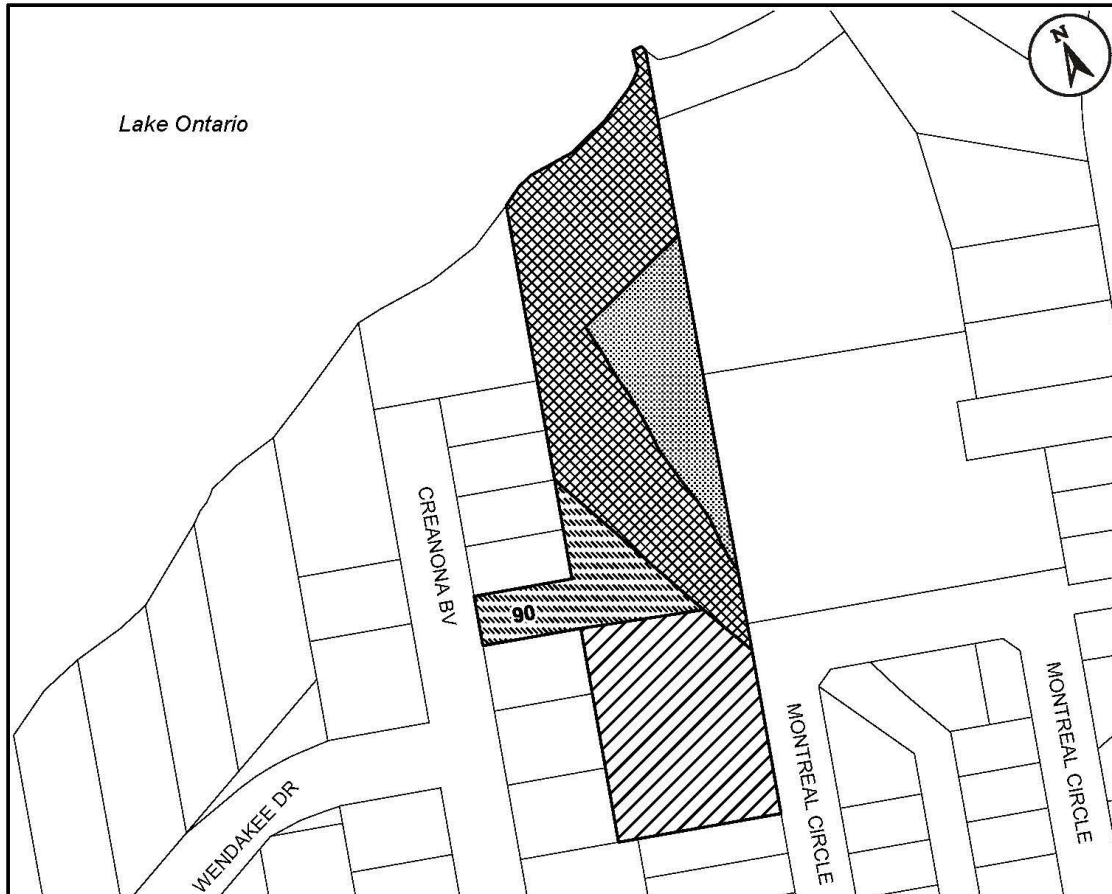 N
Lake Ontario
CREANONA BV
90
WENDAKEE DR
MONTREAL CIRCLE
MONTREAL CIRCLE